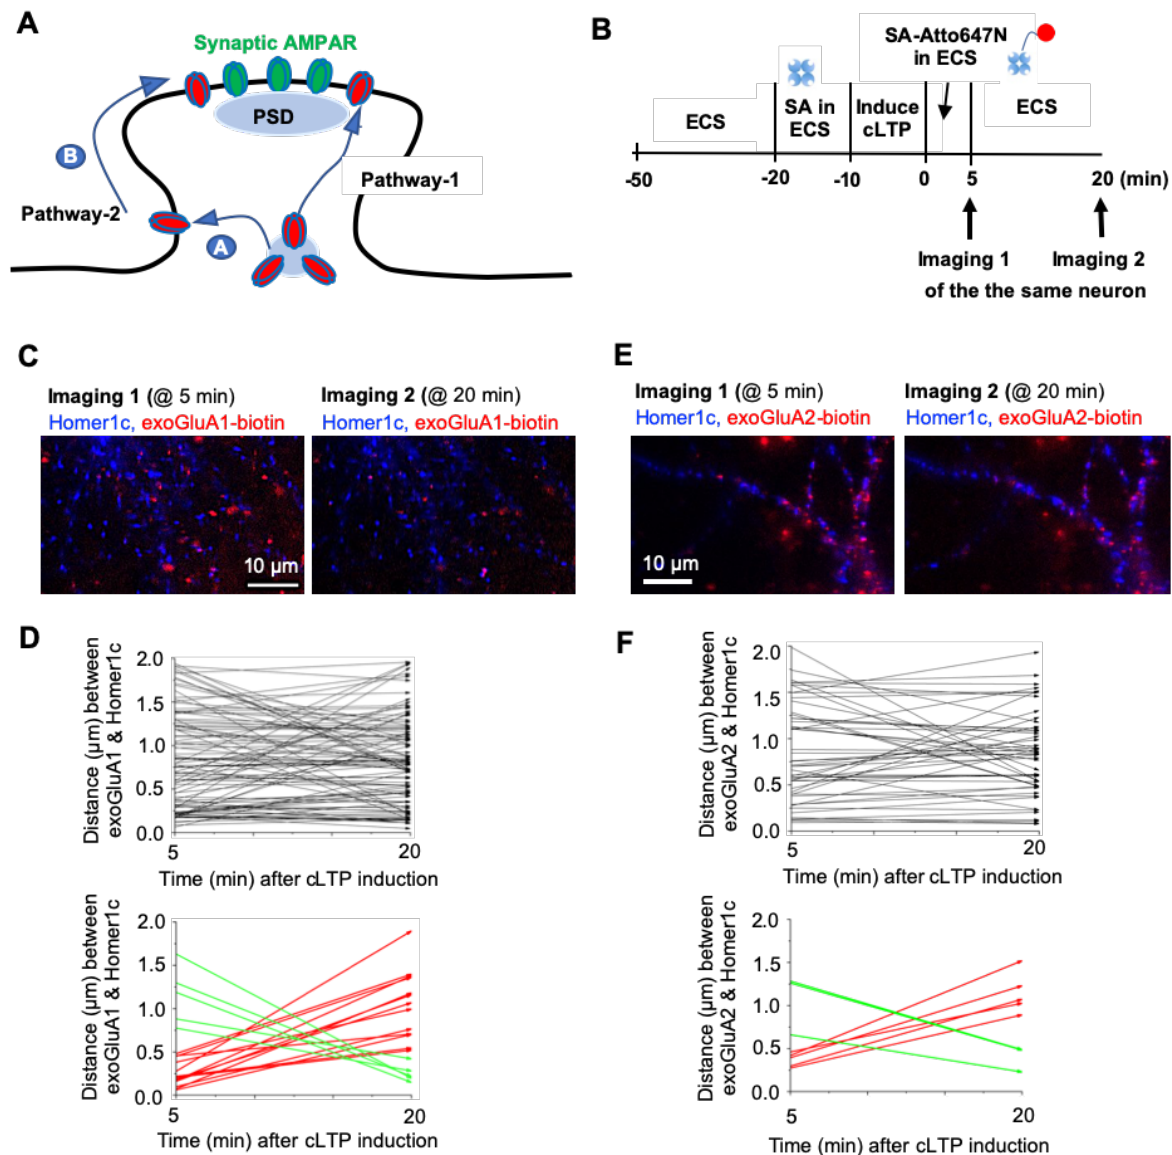 A
Synaptic AMPAR
PSD
B
Pathway-1
Pathway-2
A
B
SA-Atto647N
in ECS
ECS
SA in
ECS
Induce
cLTP
ECS
-50
-20
-10
0
5
20 (min)
Imaging 1
Imaging 2
of the the same neuron
C
Imaging 1 (@ 5 min)
Homer1c, exoGluA1-biotin
Imaging 2 (@ 20 min)
Homer1c, exoGluA1-biotin
10 µm
E
Imaging 1 (@ 5 min)
Homer1c, exoGluA2-biotin
Imaging 2 (@ 20 min)
Homer1c, exoGluA2-biotin
10 µm
D
Distance (µm) between
exoGluA1 & Homer1c
2.0
1.5
1.0
0.5
0.0
5
20
Time (min) after cLTP induction
Distance (µm) between
exoGluA1 & Homer1c
2.0
1.5
1.0
0.5
0.0
5
20
Time (min) after cLTP induction
F
Distance (µm) between
exoGluA2 & Homer1c
2.0
1.5
1.0
0.5
0.0
5
20
Time (min) after cLTP induction
Distance (µm) between
exoGluA2 & Homer1c
2.0
1.5
1.0
0.5
0.0
5
20
Time (min) after cLTP induction